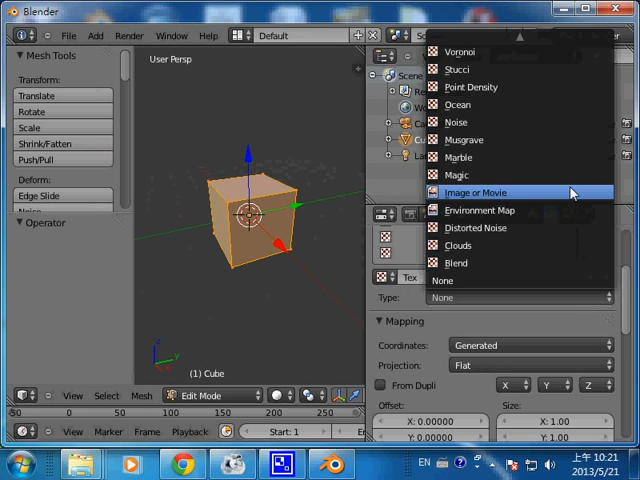 Blender
File Add Render Window Help Default Sc
Mesh Tools
Transform:
Translate
Rotate
Scale
Shrink/Fatten
Push/Pull
Deform:
Edge Slide
Operator
User Persp
(1) Cube
Scene
Voronoi
Stucci
Point Density
Ocean
Noise
Musgrave
Marble
Magic
Image or Movie
Environment Map
Distorted Noise
Clouds
Blend
None
Tex
Type: None
Mapping
Coordinates: Generated
Projection: Flat
From Dupli X Y Z
Offset: Size:
X: 0.00000 X: 1.00
Y: 0.00000 Y: 1.00
View Select Mesh Edit Mode
-50 0 50 100 150 200 250
View Marker Frame Playback Start: 1
EN
上午 10:21
2013/5/21